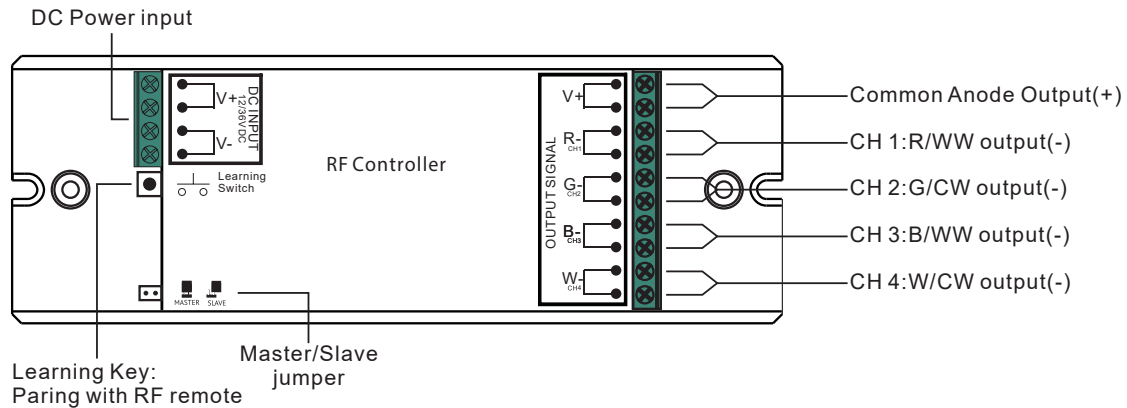 DC Power input
V+
V-
DC INPUT
12/36V DC
Learning
Switch
RF Controller
MASTER
SLAVE
OUTPUT SIGNAL
V+
R-
CH1
G-
CH2
B-
CH3
W-
CH4
Common Anode Output(+)
CH 1:R/WW output(-)
CH 2:G/CW output(-)
CH 3:B/WW output(-)
CH 4:W/CW output(-)
Learning Key:
Paring with RF remote
Master/Slave
jumper